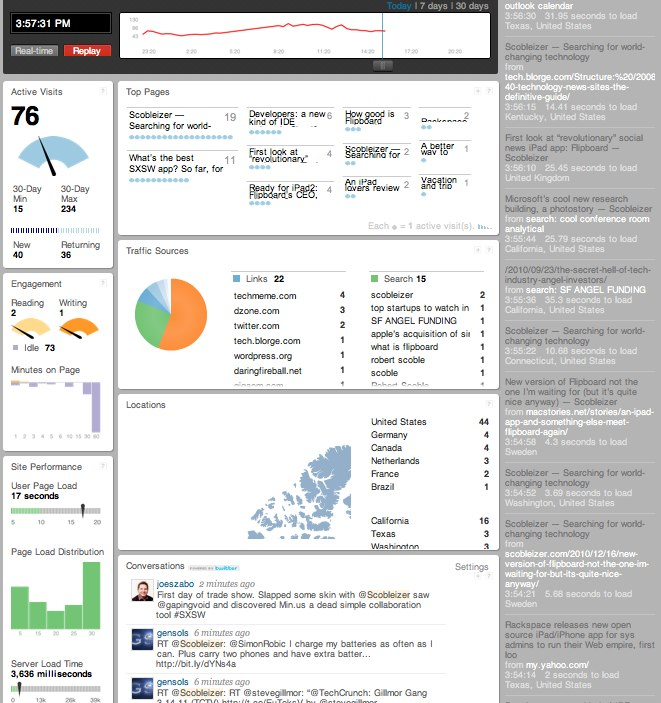 3:57:31 PM
Today | 7 days | 30 days
Real-time
Replay
130
100
70
40
23:20
2:20
5:20
8:20
11:20
14:20
17:20
20:20
Active Visits
76
30-Day Min
15
30-Day Max
234
New
40
Returning
36
Engagement
Reading
2
Writing
1
Idle 73
Minutes on Page
1 2 3 4 5 10 15 30 60
Site Performance
User Page Load
17 seconds
5 10 15 20
Page Load Distribution
5 15 20 30
Server Load Time
3,636 milliseconds
0 13k 26k 39k
Top Pages
Scobleizer —
Searching for world-
19
What's the best
SXSW app? So far, for
11
Developers: a new
kind of IDE
6
First look at
"revolutionary"
4
Ready for iPad2:
Flipboard's CEO,
4
How good is
Flipboard
3
Scobleizer —
Searching for
2
An iPad
lovers review
2
Rackspace
2
A better
way to
1
Vacation
and trip
1
Each = 1 active visit(s).
Traffic Sources
Links 22
techmeme.com 4
dzone.com 3
twitter.com 2
tech.blorge.com 1
wordpress.org 1
daringfireball.net 1
Search 15
scobleizer 2
top startups to watch in 1
SF ANGEL FUNDING 1
apple's acquisition of sir 1
what is flipboard 1
robert scoble 1
scoble 1
Robert Scoble
Locations
United States 44
Germany 4
Canada 4
Netherlands 3
France 2
Brazil 1
California 16
Texas 3
Washington 3
Conversations POWERED BY twitter
Settings
joeszabo 2 minutes ago
First day of trade show. Slapped some skin with @Scobleizer saw
@gapingvoid and discovered Min.us a dead simple collaboration
tool #SXSW
gensols 6 minutes ago
RT @Scobleizer: @SimonRobic I charge my batteries as often as I
can. Plus carry two phones and have extra batter...
http://bit.ly/dYNs4a
gensols 6 minutes ago
RT @Scobleizer: RT @stevegillmor: "@TechCrunch: Gillmor Gang
outlook calendar
3:56:30 31.95 seconds to load
Texas, United States
Scobleizer — Searching for world-
changing technology
from
tech.blorge.com/Structure:%20/2008
40-technology-news-sites-the-
definitive-guide/
3:56:15 14.41 seconds to load
Kentucky, United States
First look at "revolutionary" social
news iPad app: Flipboard —
Scobleizer
3:56:10 25.45 seconds to load
United Kingdom
Microsoft's cool new research
building, a photostory — Scobleizer
from search: cool conference room
analytical
3:55:44 25.79 seconds to load
California, United States
/2010/09/23/the-secret-hell-of-tech-
industry-angel-investors/
from search: SF ANGEL FUNDING
3:55:36 35.3 seconds to load
California, United States
Scobleizer — Searching for world-
changing technology
3:55:22 10.68 seconds to load
Connecticut, United States
New version of Flipboard not the
one I'm waiting for (but it's quite
nice anyway) — Scobleizer
from macstories.net/stories/an-ipad-
app-and-something-else-meet-
flipboard-again/
3:54:58 4.3 seconds to load
Sweden
Scobleizer — Searching for world-
changing technology
3:54:52 3.69 seconds to load
Washington, United States
Scobleizer — Searching for world-
changing technology
from
scobleizer.com/2010/12/16/new-
version-of-flipboard-not-the-one-im-
waiting-for-but-its-quite-nice-
anyway/
3:54:21 5.68 seconds to load
Sweden
Rackspace releases new open
source iPad/iPhone app for sys
admins to run their Web empire, first
loo
from my.yahoo.com/
3:54:14 2 seconds to load
Texas, United States